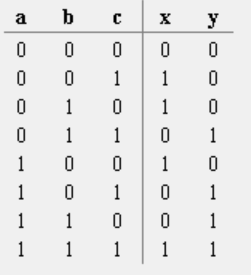 a b c x y
0 0 0 0 0
0 0 1 1 0
0 1 0 1 0
0 1 1 0 1
1 0 0 1 0
1 0 1 0 1
1 1 0 0 1
1 1 1 1 1